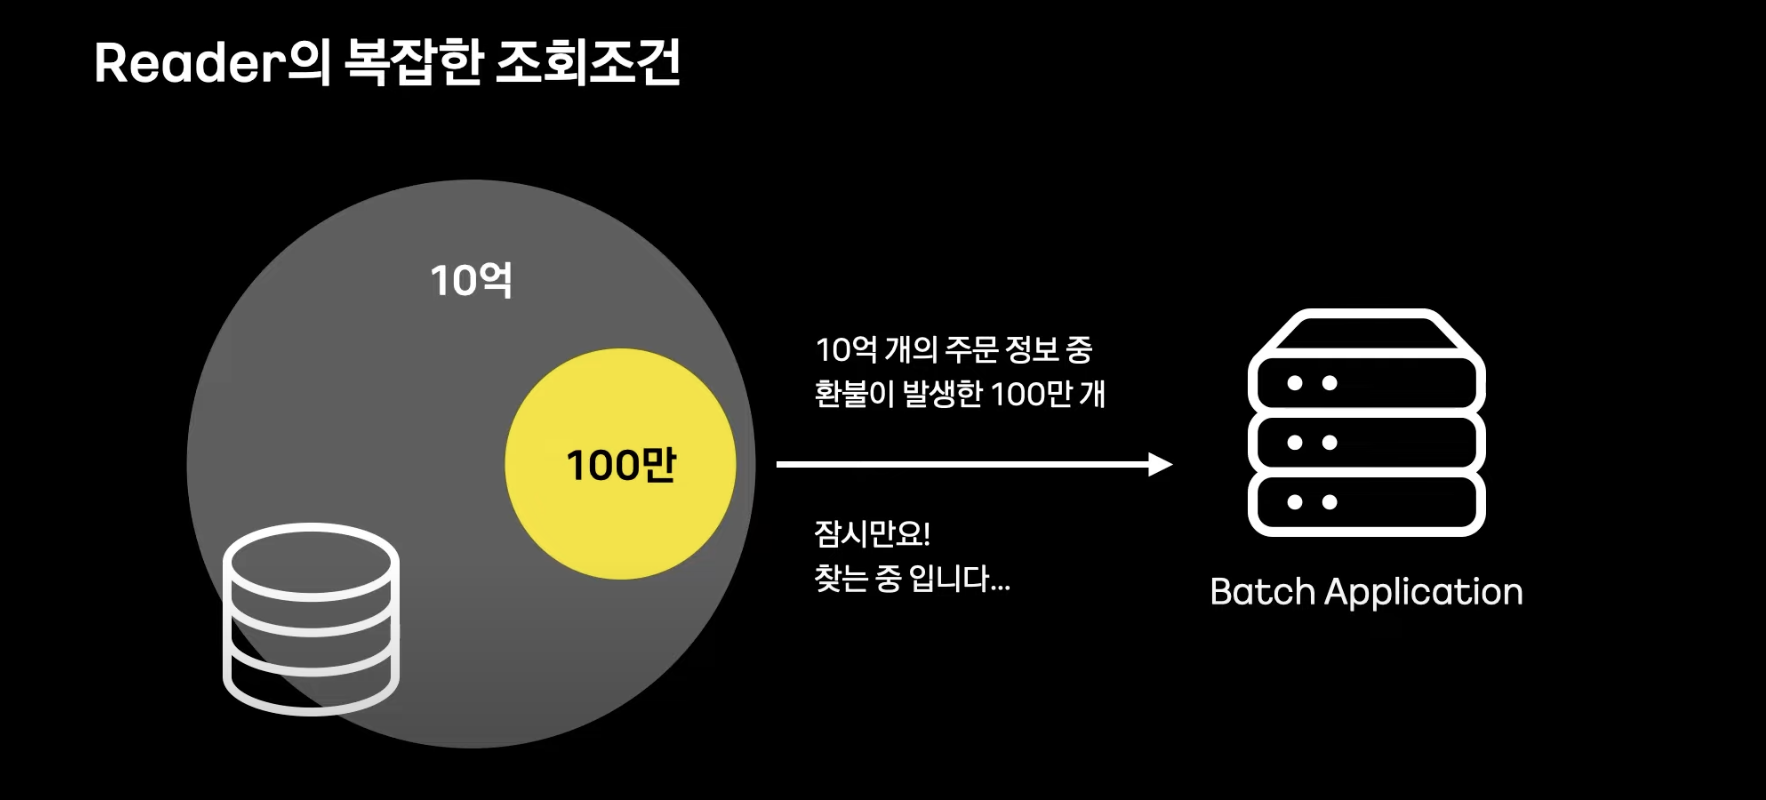 Reader의 복잡한 조회조건
10억
100만
10억 개의 주문 정보 중
환불이 발생한 100만 개
잠시만요!
찾는 중 입니다...
Batch Application